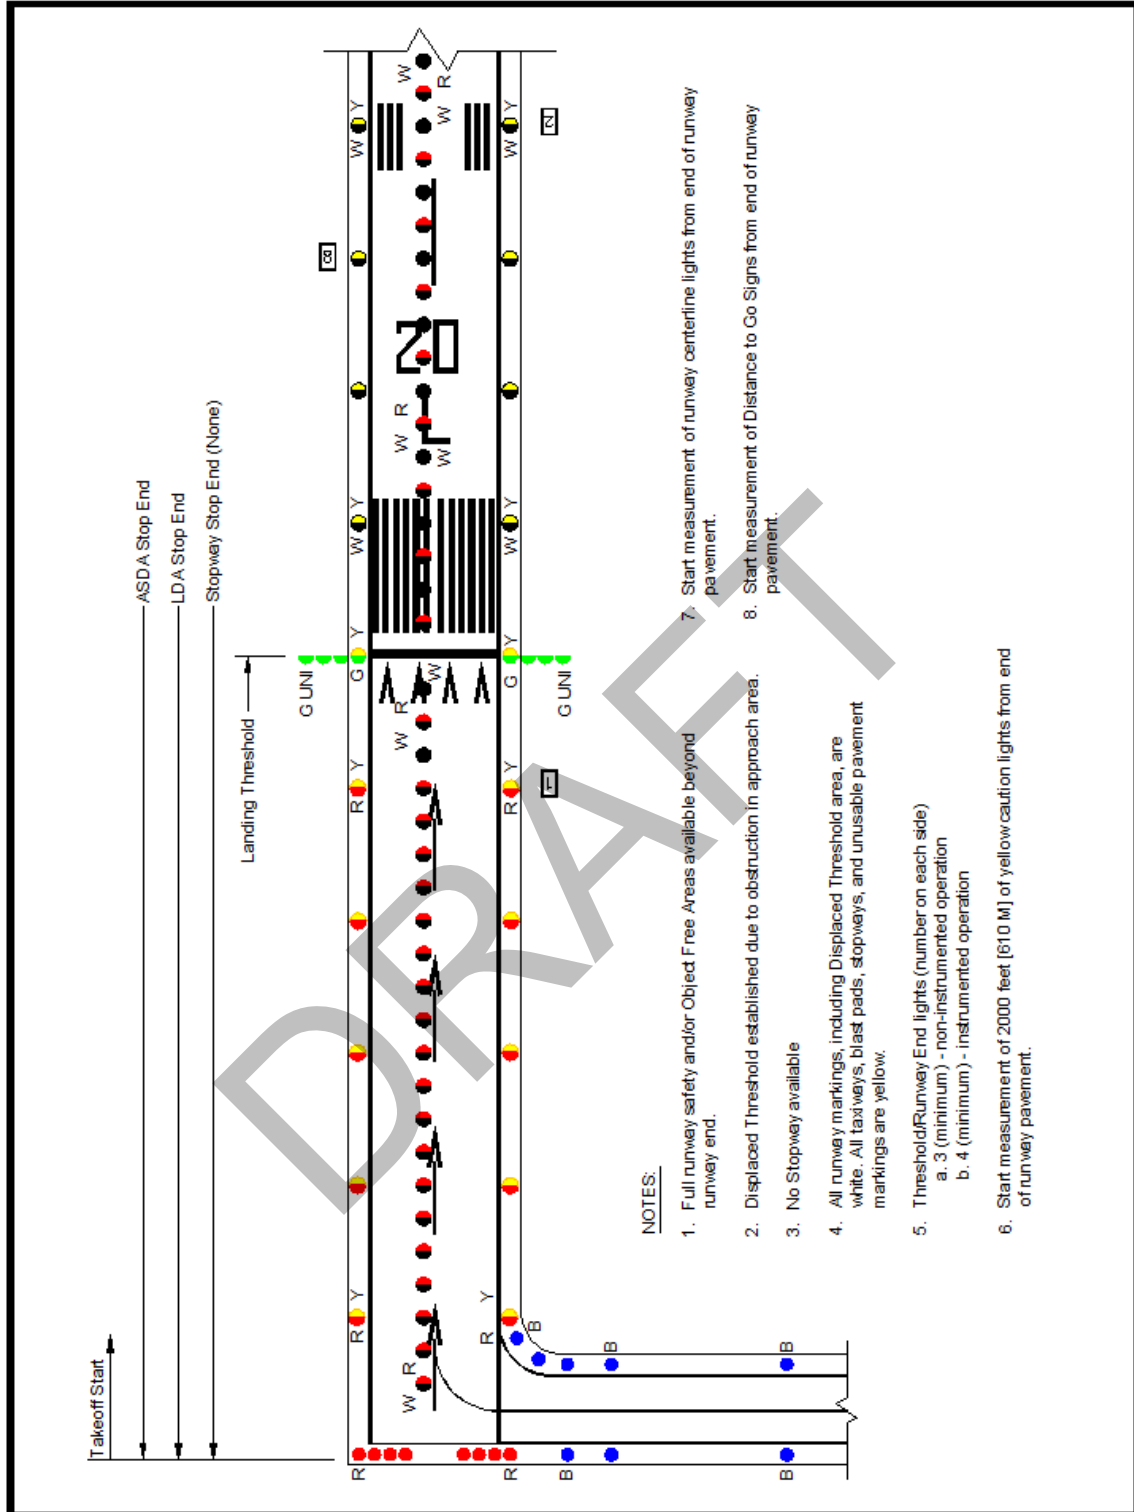 Takeoff Start
ASDA Stop End
LDA Stop End
Stopway Stop End (None)
Landing Threshold
G UNI
8
R R Y R Y G Y W Y W Y
W R W R W R W
W W W R
L 20
R Y
R R Y G Y W Y W Y
B
1 2
G UNI
B B
B B
NOTES:
1. Full runway safety and/or Object Free Areas available beyond
runway end.
2. Displaced Threshold established due to obstruction in approach area.
3. No Stopway available
4. All runway markings, including Displaced Threshold area, are
white. All taxiways, blast pads, stopways, and unusable pavement
markings are yellow.
5. Threshold/Runway End lights (number on each side)
a. 3 (minimum) - non-instrumented operation
b. 4 (minimum) - instrumented operation
6. Start measurement of 2000 feet [610 M] of yellow caution lights from end
of runway pavement.
7. Start measurement of runway centerline lights from end of runway
pavement.
8. Start measurement of Distance to Go Signs from end of runway
pavement.
DRAFT